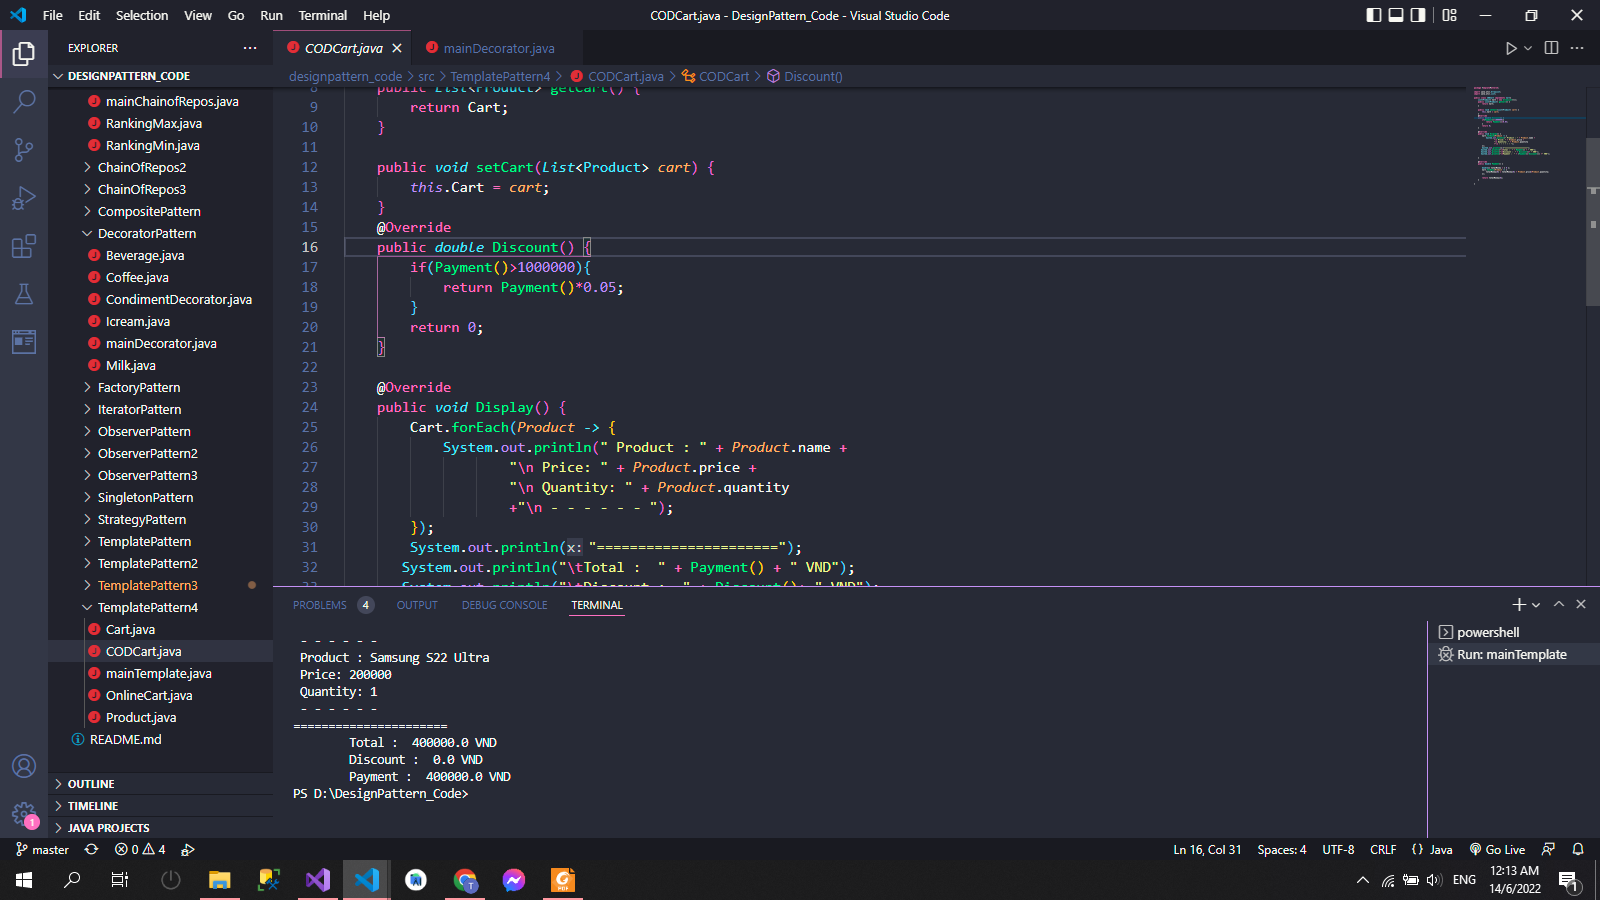 File Edit Selection View Go Run Terminal Help
CODCart.java - DesignPattern_Code - Visual Studio Code
EXPLORER
DESIGNPATTERN_CODE
mainChainofRepos.java
RankingMax.java
RankingMin.java
ChainOfRepos2
ChainOfRepos3
CompositePattern
DecoratorPattern
Beverage.java
Coffee.java
CondimentDecorator.java
Icream.java
mainDecorator.java
Milk.java
FactoryPattern
IteratorPattern
ObserverPattern
ObserverPattern2
ObserverPattern3
SingletonPattern
StrategyPattern
TemplatePattern
TemplatePattern2
TemplatePattern3
TemplatePattern4
Cart.java
CODCart.java
mainTemplate.java
OnlineCart.java
Product.java
README.md
OUTLINE
TIMELINE
JAVA PROJECTS
CODCart.java
mainDecorator.java
designpattern_code > src > TemplatePattern4 > CODCart.java > CODCart > Discount()
8 public List<Product> getCart() {
9 return Cart;
10 }
11
12 public void setCart(List<Product> cart) {
13 this.Cart = cart;
14 }
15 @Override
16 public double Discount() {
17 if(Payment()>1000000){
18 return Payment()*0.05;
19 }
20 return 0;
21 }
22
23 @Override
24 public void Display() {
25 Cart.forEach(Product -> {
26 System.out.println(" Product : " + Product.name +
27 "\n Price: " + Product.price +
28 "\n Quantity: " + Product.quantity
29 +"\n - - - - - - ");
30 });
31 System.out.println(x: "======================");
32 System.out.println("\tTotal :  " + Payment() + " VND");
33 System.out.println("\tDiscount :  " + Discount()+ " VND");
PROBLEMS 4 OUTPUT DEBUG CONSOLE TERMINAL
- - - - - -
Product : Samsung S22 Ultra
Price: 200000
Quantity: 1
- - - - - -
======================
Total :  400000.0 VND
Discount :  0.0 VND
Payment :  400000.0 VND
PS D:\DesignPattern_Code>
powershell
Run: mainTemplate
1
master 0 4
Ln 16, Col 31 Spaces: 4 UTF-8 CRLF {} Java Go Live
ENG
12:13 AM
14/6/2022
1